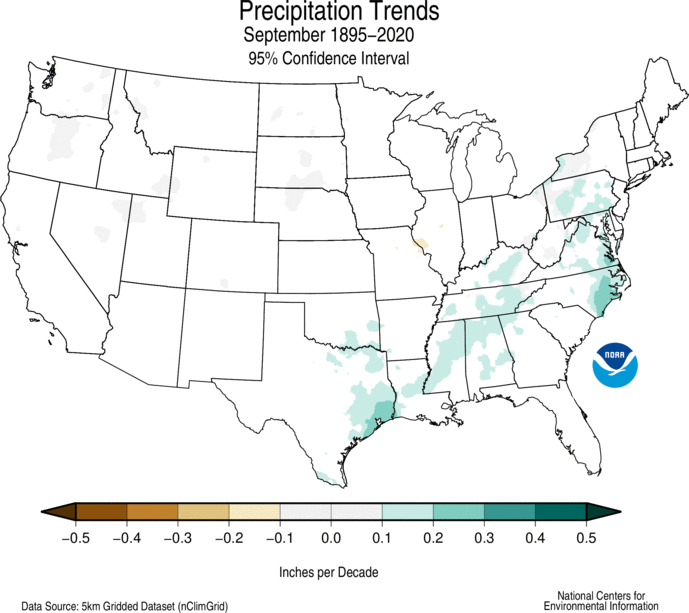 Precipitation Trends
September 1895–2020
95% Confidence Interval
NOAA
−0.5 −0.4 −0.3 −0.2 −0.1 0.0 0.1 0.2 0.3 0.4 0.5
Inches per Decade
Data Source: 5km Gridded Dataset (nClimGrid)
National Centers for
Environmental Information